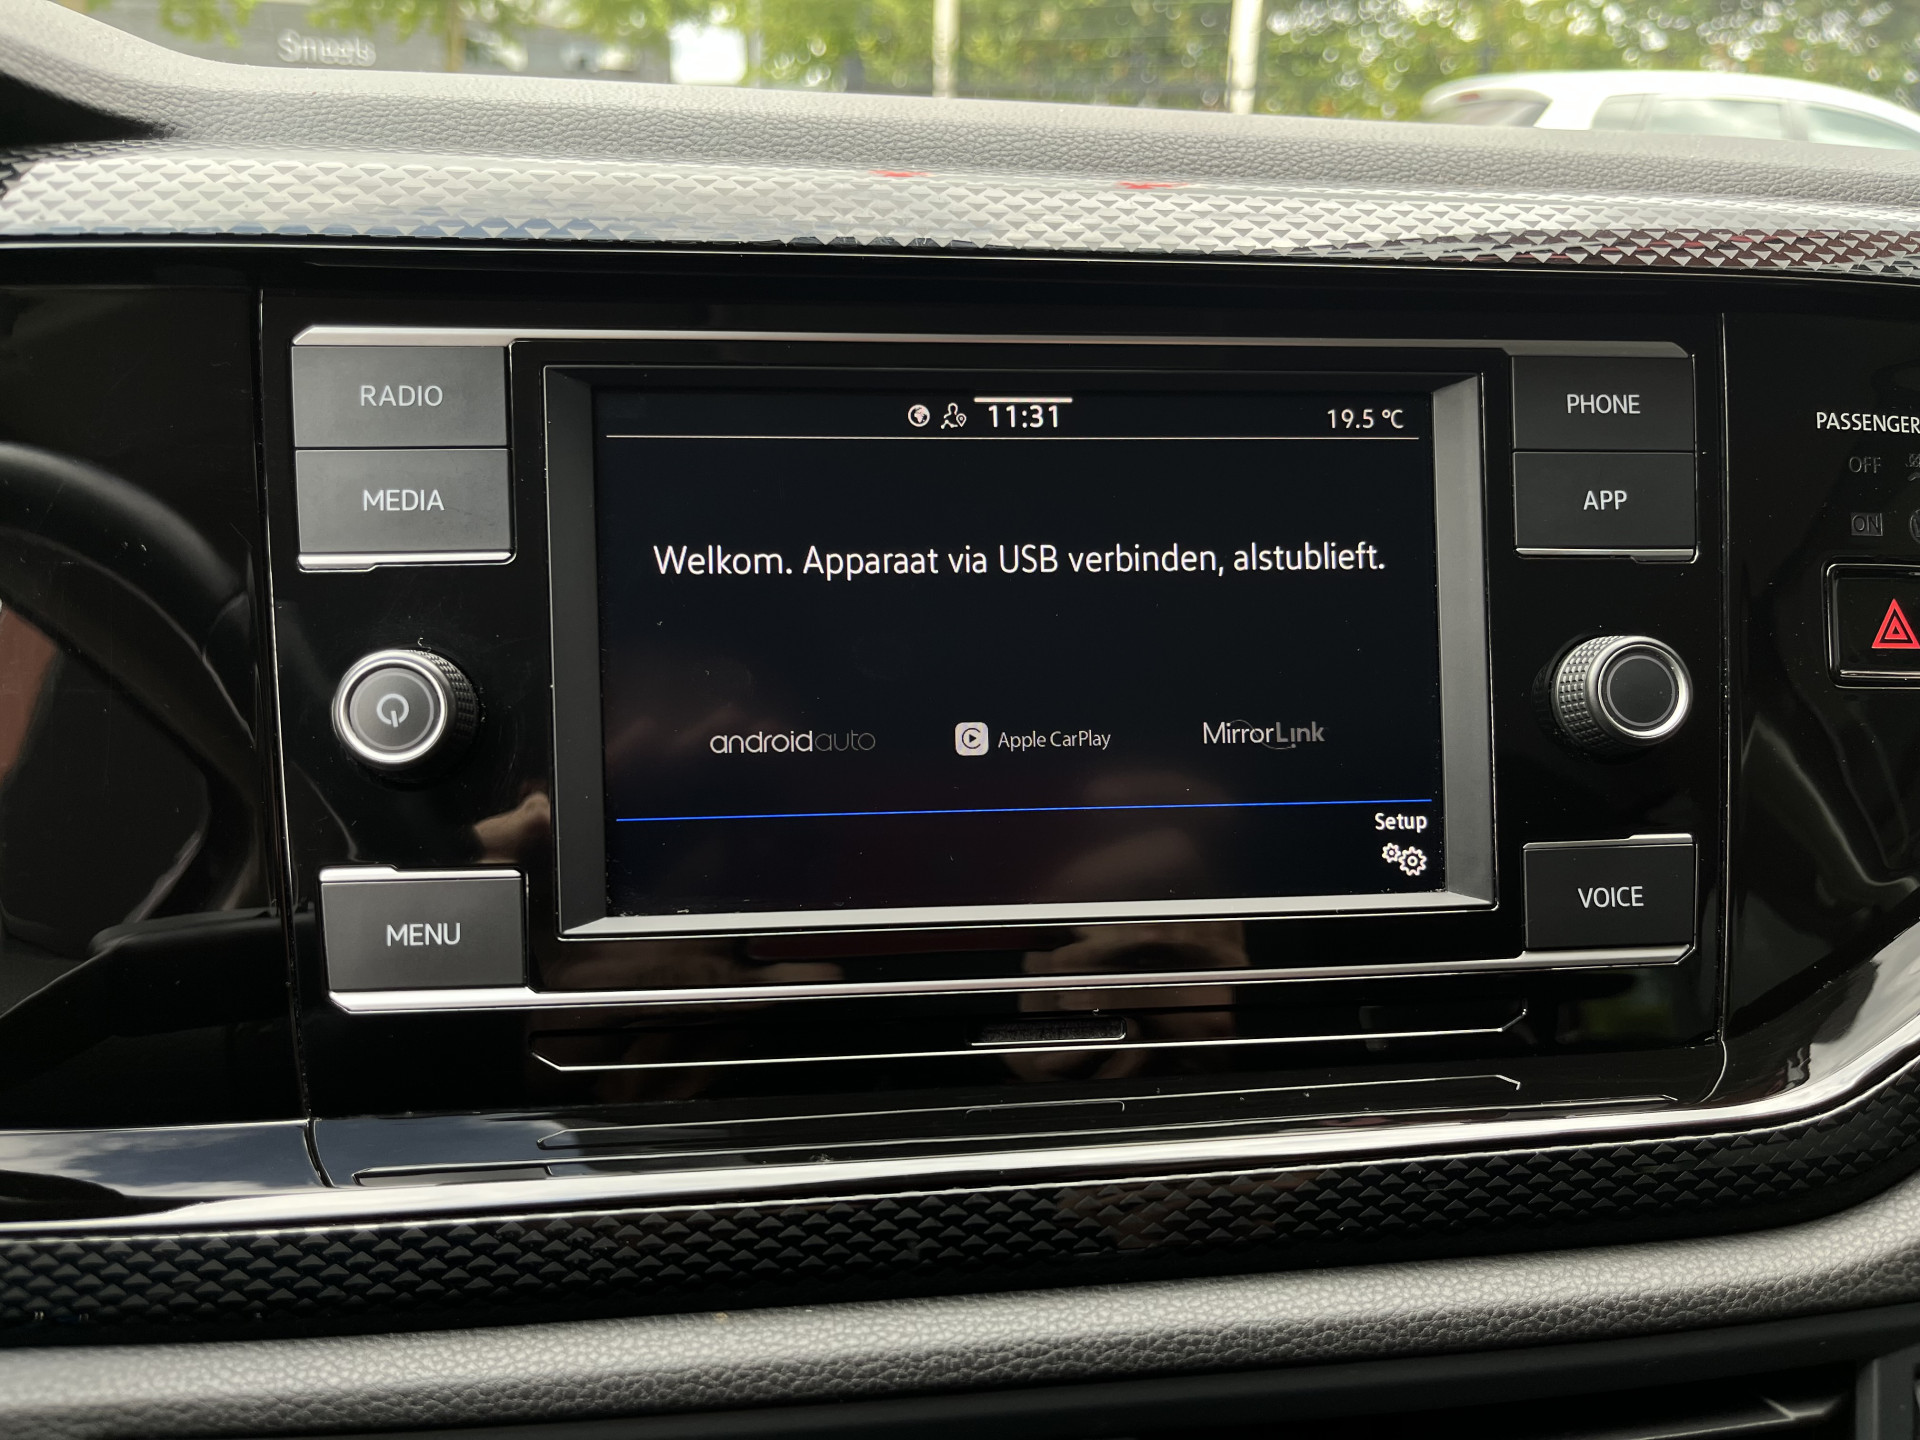 Smeets
RADIO
MEDIA
MENU
11:31
19.5 °C
Welkom. Apparaat via USB verbinden, alstublieft.
androidauto
Apple CarPlay
MirrorLink
Setup
PHONE
APP
VOICE
PASSENGER
OFF
ON